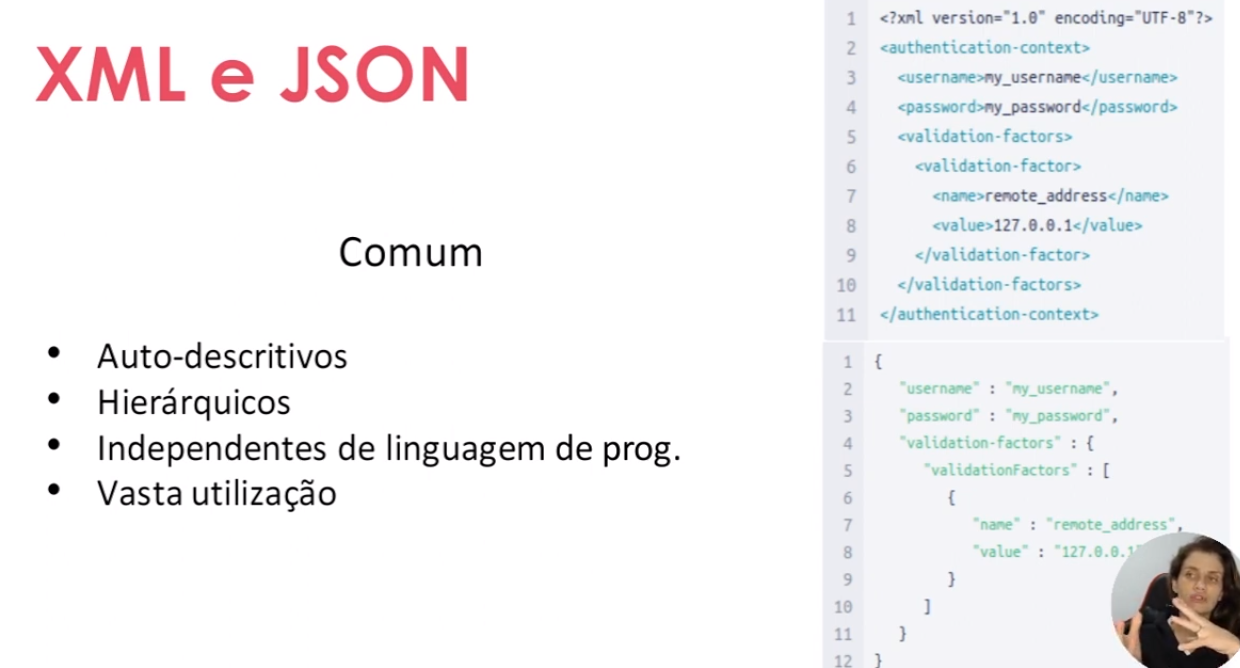 XML e JSON
Comum
• Auto-descritivos
• Hierárquicos
• Independentes de linguagem de prog.
• Vasta utilização
1 <?xml version="1.0" encoding="UTF-8"?>
2 <authentication-context>
3 <username>my_username</username>
4 <password>my_password</password>
5 <validation-factors>
6 <validation-factor>
7 <name>remote_address</name>
8 <value>127.0.0.1</value>
9 </validation-factor>
10 </validation-factors>
11 </authentication-context>
1 {
2 "username" : "my_username",
3 "password" : "my_password",
4 "validation-factors" : {
5 "validationFactors" : [
6 {
7 "name" : "remote_address",
8 "value" : "127.0.0.1"
9 }
10 ]
11 }
12 }